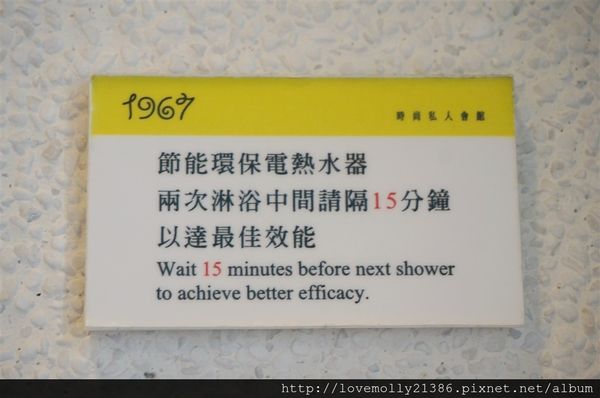 1967
時尚私人會館
節能環保電熱水器
兩次淋浴中間請隔15分鐘
以達最佳效能
Wait 15 minutes before next shower
to achieve better efficacy.
http://lovemolly21386.pixnet.net/album